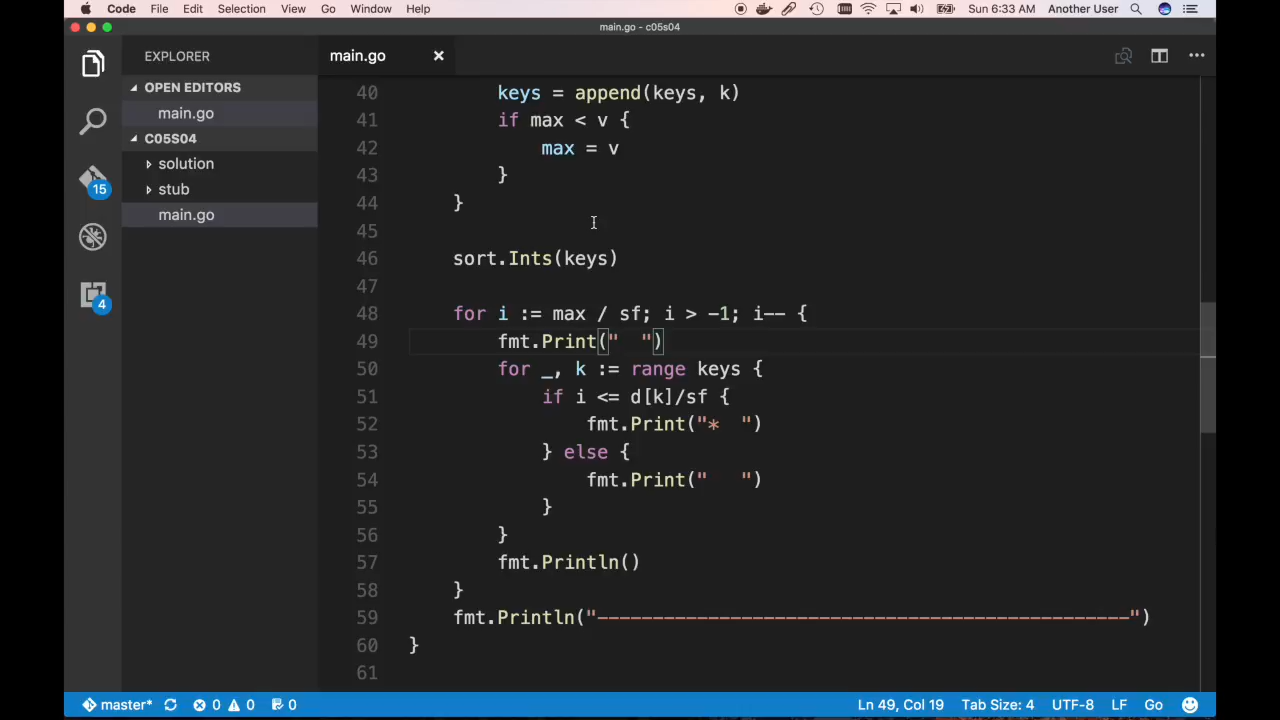 Code File Edit Selection View Go Window Help Sun 6:33 AM Another User
main.go - c05s04
EXPLORER
main.go
OPEN EDITORS
main.go
C05S04
solution
stub
main.go
15
4
40 keys = append(keys, k)
41 if max < v {
42 max = v
43 }
44 }
45
46 sort.Ints(keys)
47
48 for i := max / sf; i > -1; i-- {
49 fmt.Print("  ")
50 for _, k := range keys {
51 if i <= d[k]/sf {
52 fmt.Print("*  ")
53 } else {
54 fmt.Print("   ")
55 }
56 }
57 fmt.Println()
58 }
59 fmt.Println("------------------------------------------------")
60 }
61
master* 0 0 0 Ln 49, Col 19 Tab Size: 4 UTF-8 LF Go